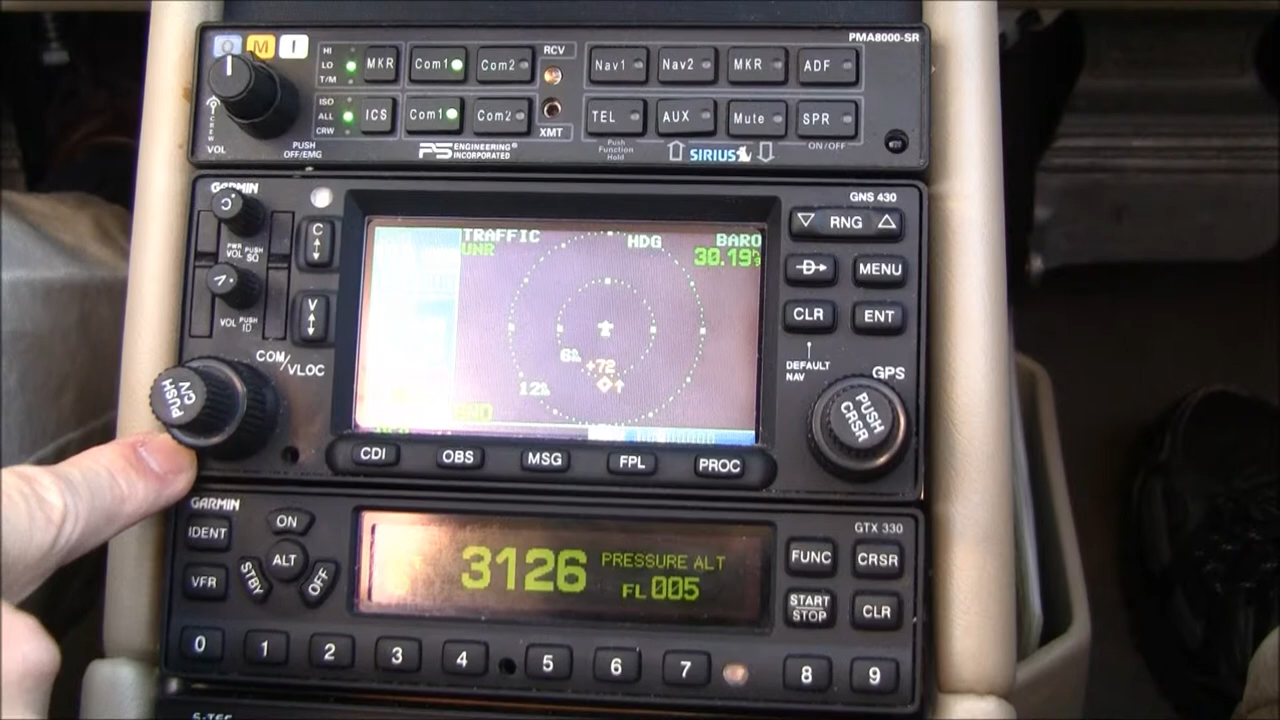 Q M I
PMA8000-SR
HI
LO
T/M
MKR
Com1
Com2
RCV
Nav1
Nav2
MKR
ADF
ISO
ALL
CRW
ICS
Com1
Com2
XMT
TEL
AUX
Mute
SPR
CREW
VOL
PUSH
OFF/EMG
PS ENGINEERING®
INCORPORATED
Push
Function
Hold
SIRIUS
ON/OFF
GARMIN
GNS 430
C
PWR
VOL
PUSH
SQ
V
VOL
PUSH
ID
COM/VLOC
PUSH
C/V
TRAFFIC
UNR
HDG
BARO
30.19
+72
RNG
D
MENU
CLR
ENT
DEFAULT
NAV
GPS
PUSH
CRSR
CDI
OBS
MSG
FPL
PROC
GARMIN
GTX 330
IDENT
ON
ALT
STBY
OFF
VFR
3126
PRESSURE ALT
FL 005
FUNC
CRSR
START
STOP
CLR
0 1 2 3 4 5 6 7 8 9